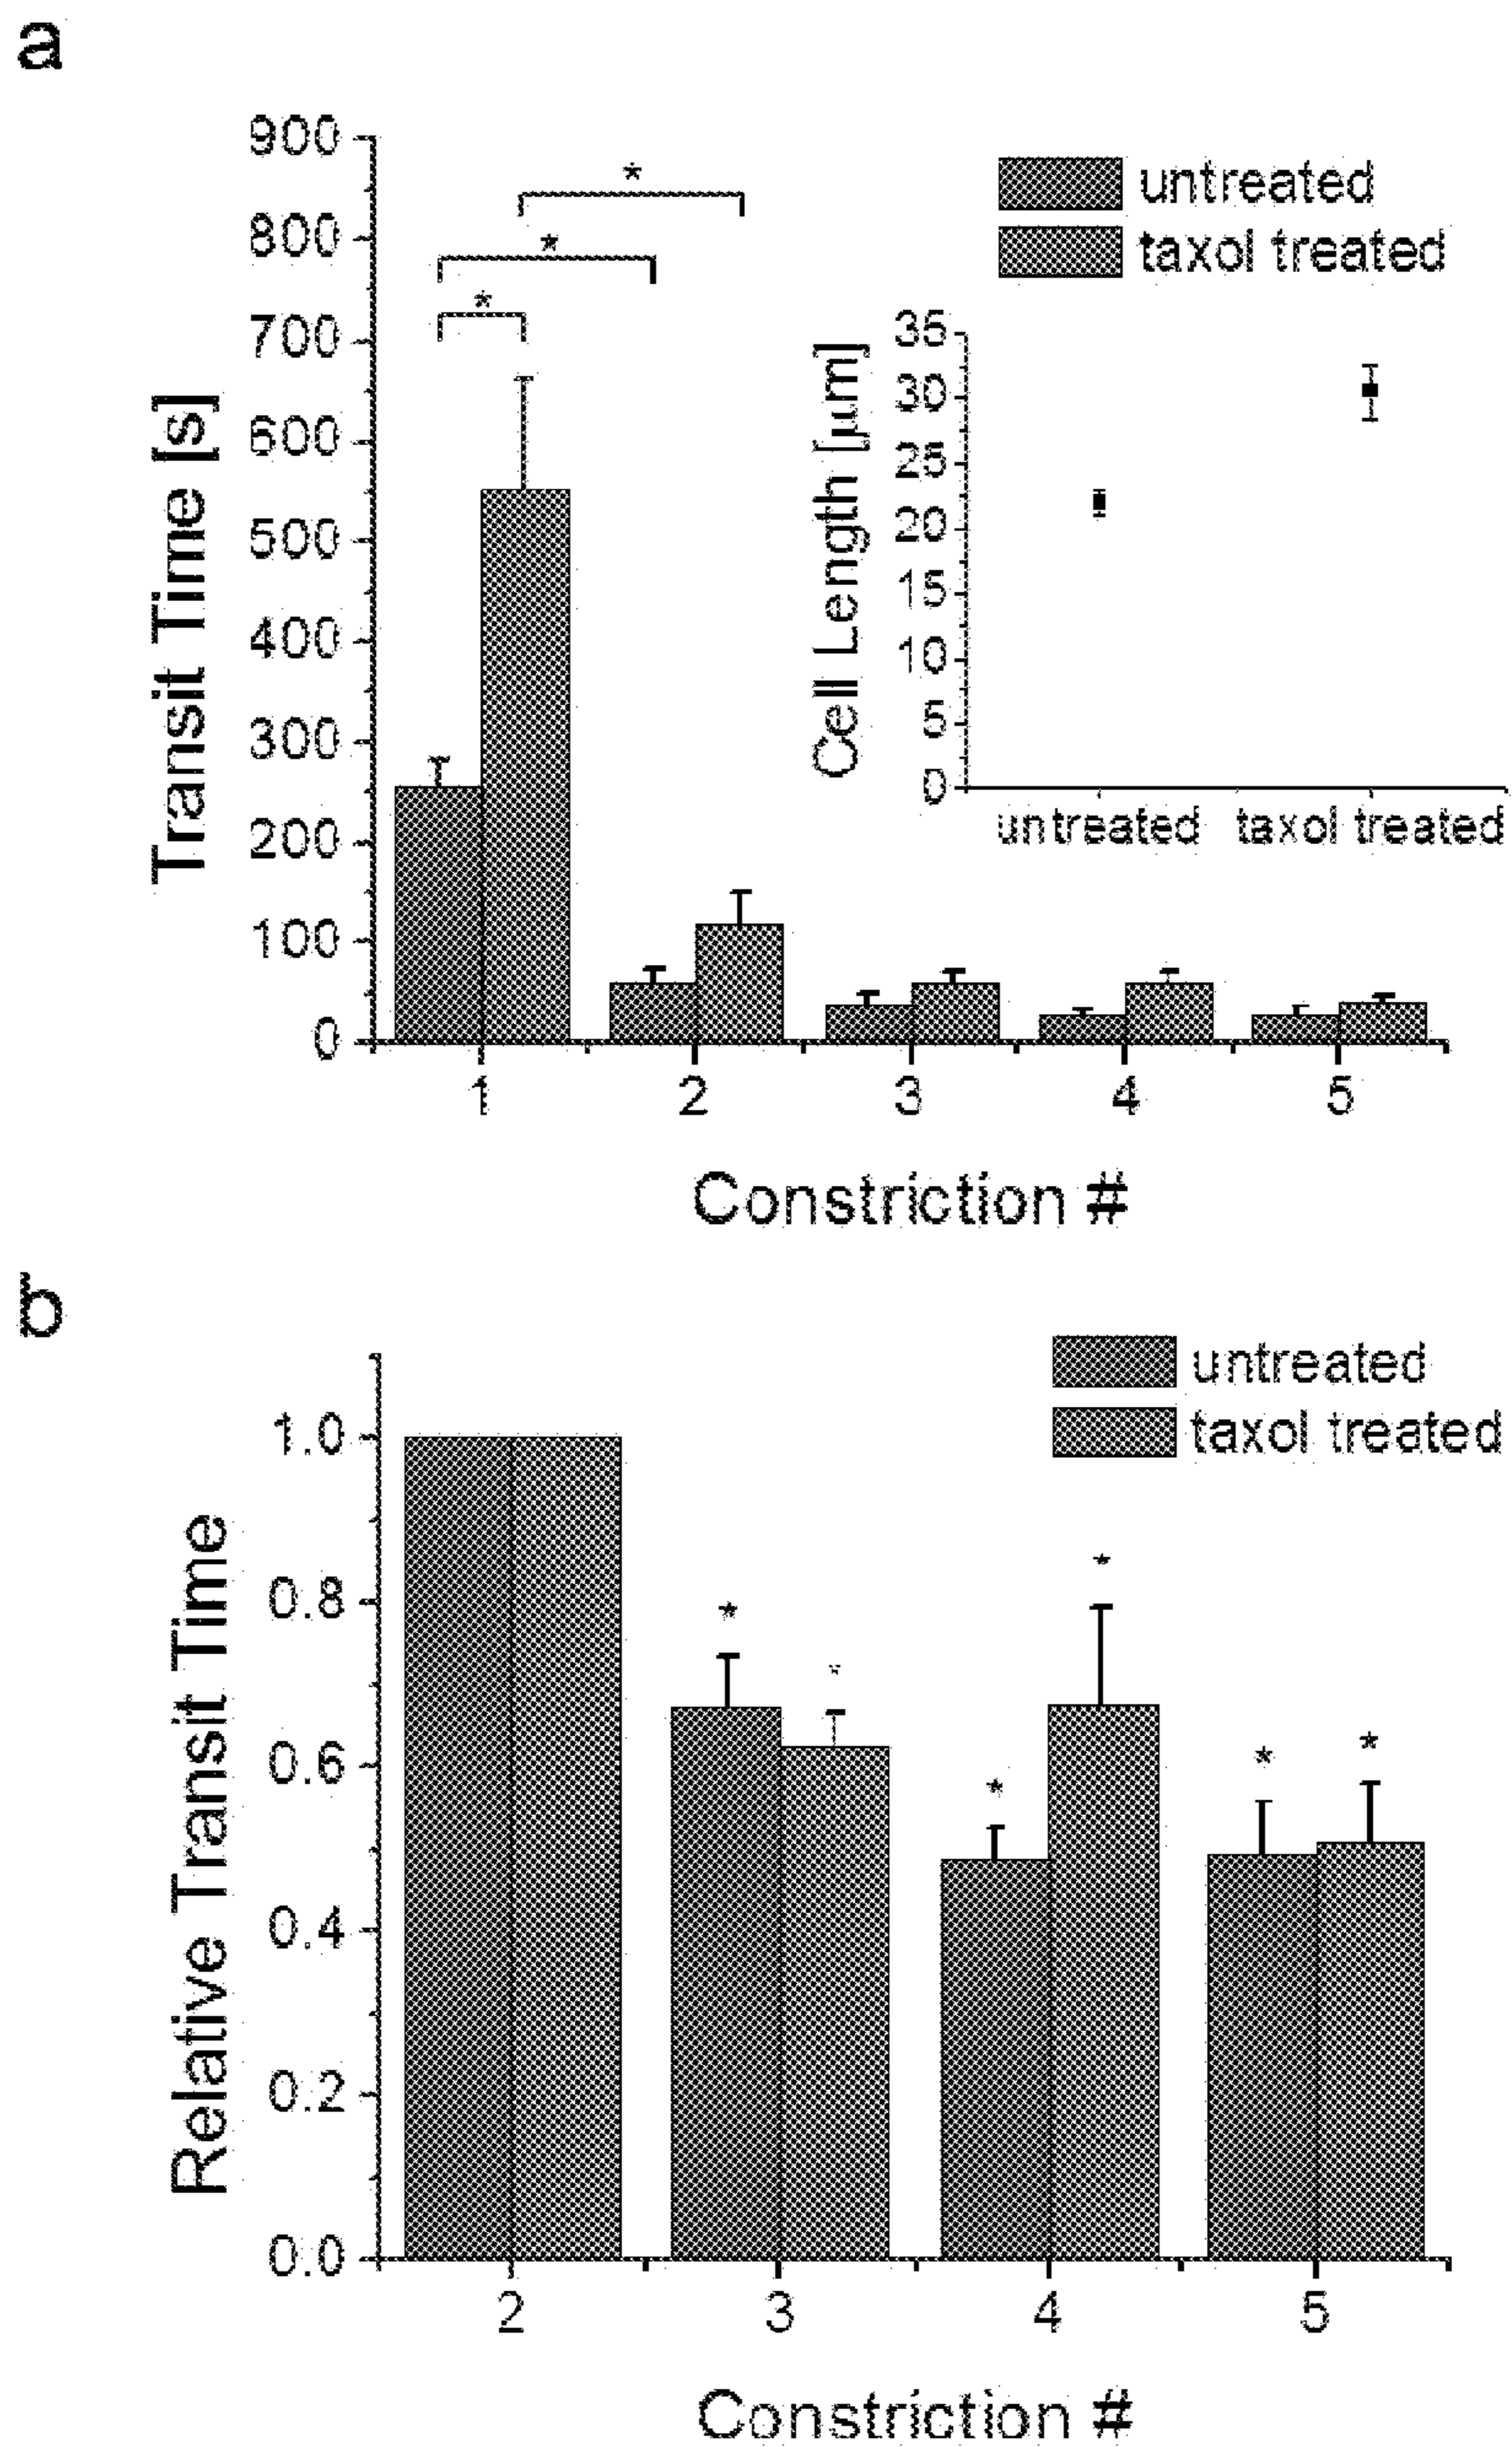 a
900
800
700
600
500
400
300
200
100
0
Transit Time [s]
*
*
*
untreated
taxol treated
35
30
25
20
15
10
5
0
Cell Length [μm]
untreated taxol treated
1 2 3 4 5
Constriction #
b
untreated
taxol treated
1.0
0.8
0.6
0.4
0.2
0.0
Relative Transit Time
* * * * * *
2 3 4 5
Constriction #